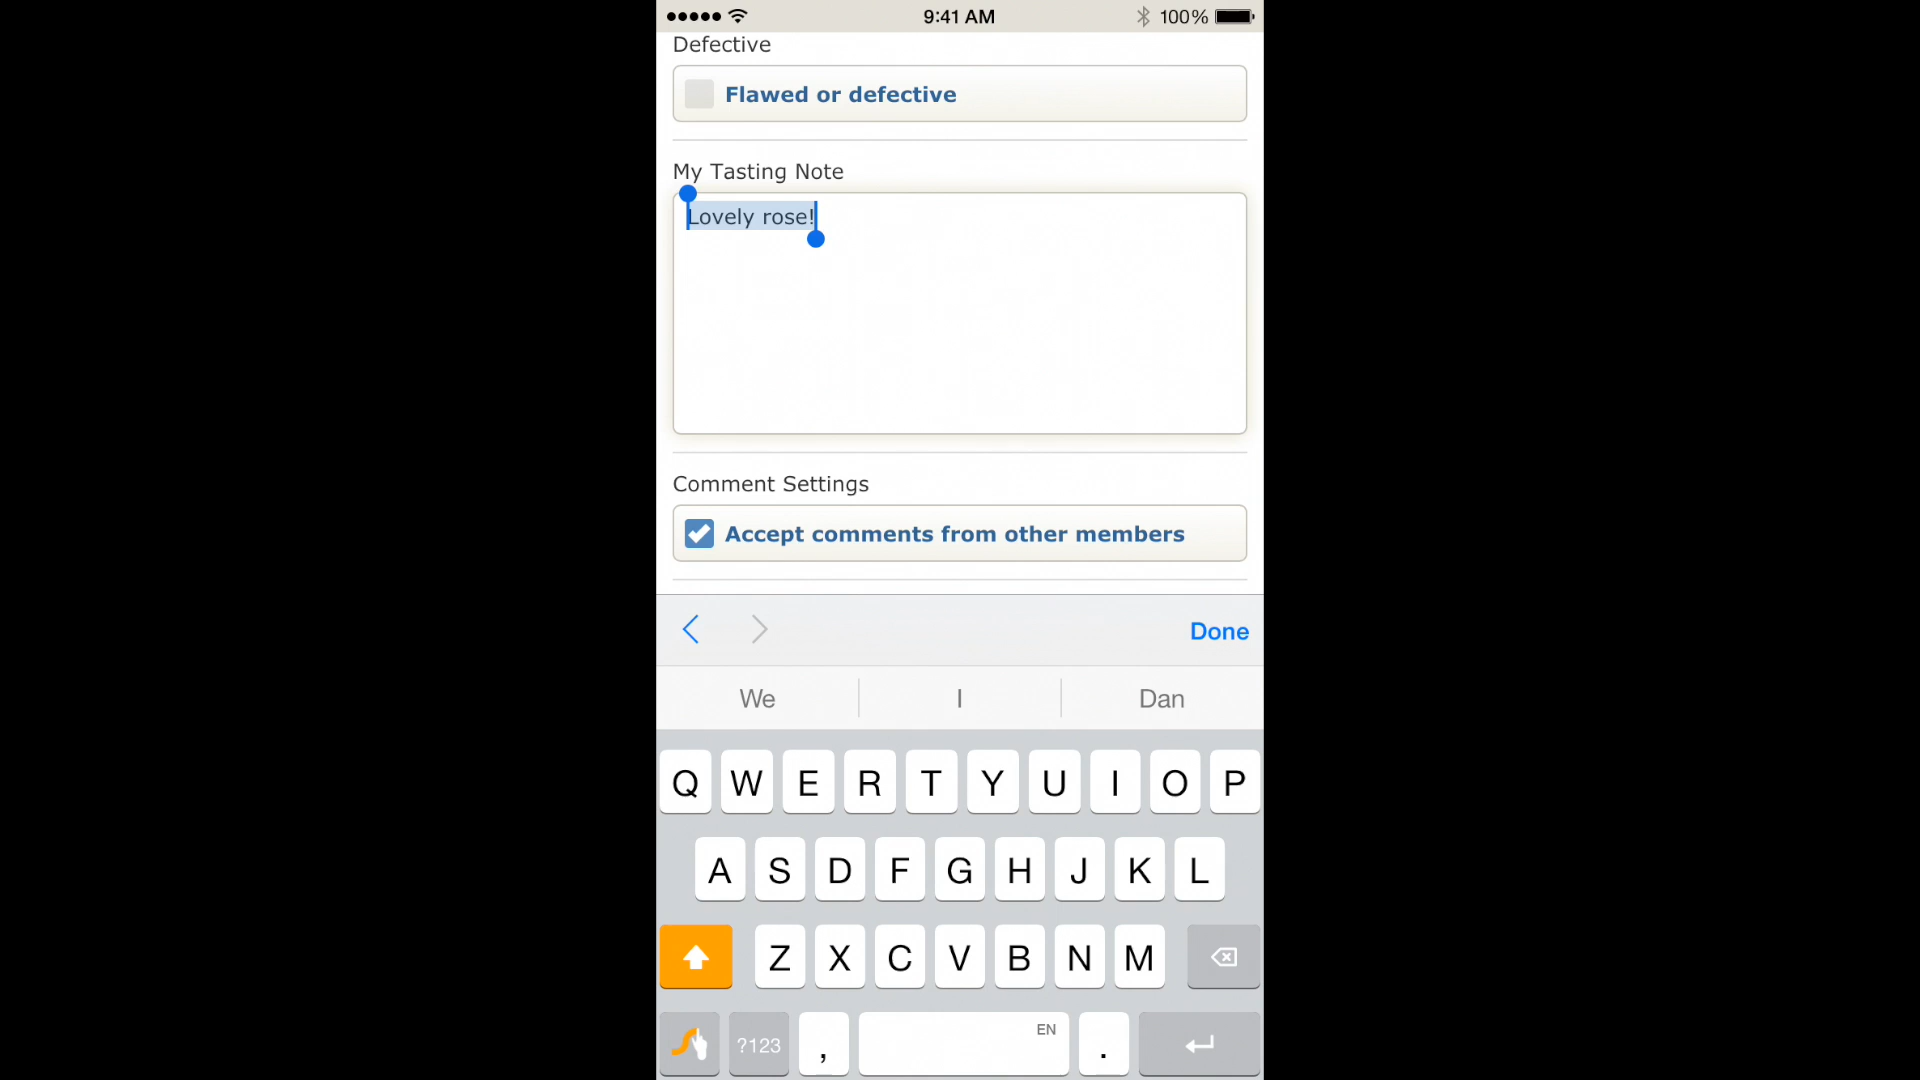 9:41 AM 100%
Defective
Flawed or defective
My Tasting Note
Lovely rose!
Comment Settings
Accept comments from other members
Done
We I Dan
Q W E R T Y U I O P
A S D F G H J K L
Z X C V B N M
?123 , EN .